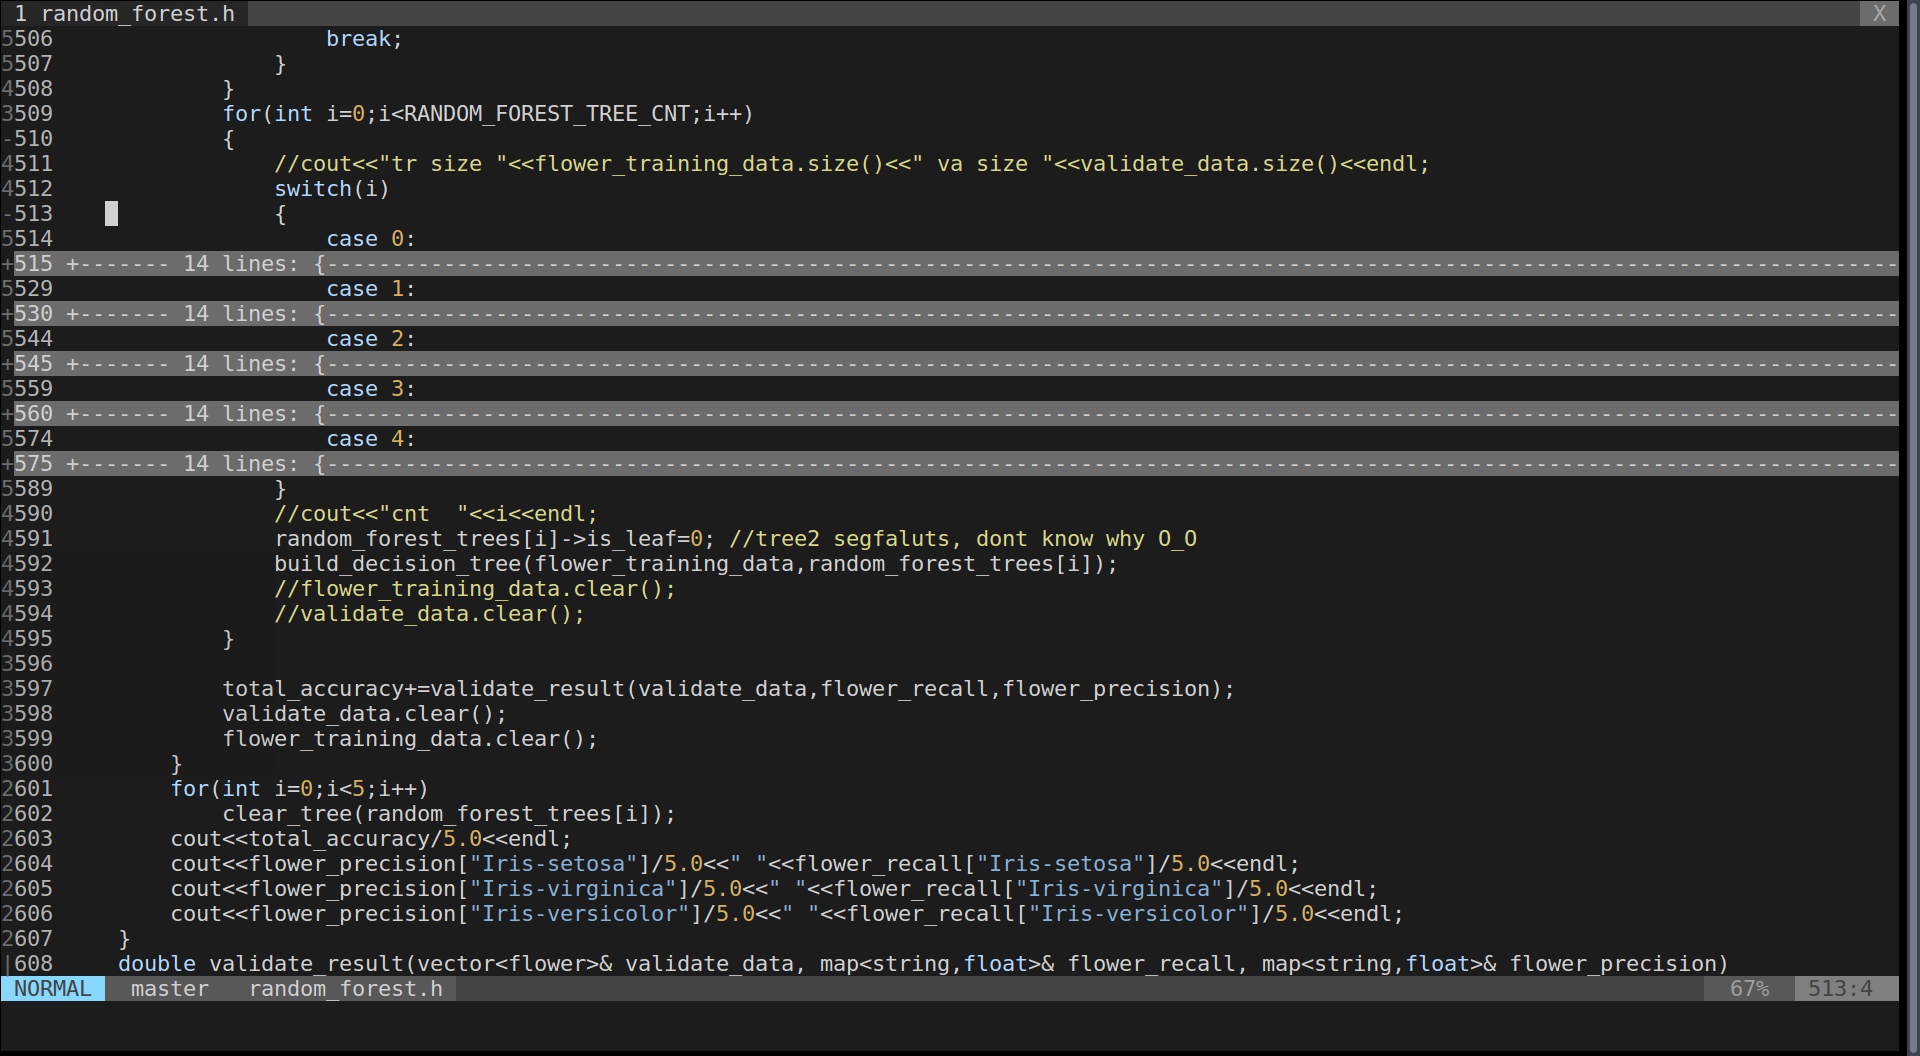 1 random_forest.h X
5506 break;
5507 }
4508 }
3509 for(int i=0;i<RANDOM_FOREST_TREE_CNT;i++)
-510 {
4511 //cout<<"tr size "<<flower_training_data.size()<<" va size "<<validate_data.size()<<endl;
4512 switch(i)
-513 {
5514 case 0:
+515 +------- 14 lines: {-------------------------------------------------------------------------------------------------------------------------
5529 case 1:
+530 +------- 14 lines: {-------------------------------------------------------------------------------------------------------------------------
5544 case 2:
+545 +------- 14 lines: {-------------------------------------------------------------------------------------------------------------------------
5559 case 3:
+560 +------- 14 lines: {-------------------------------------------------------------------------------------------------------------------------
5574 case 4:
+575 +------- 14 lines: {-------------------------------------------------------------------------------------------------------------------------
5589 }
4590 //cout<<"cnt  "<<i<<endl;
4591 random_forest_trees[i]->is_leaf=0; //tree2 segfaluts, dont know why O_O
4592 build_decision_tree(flower_training_data,random_forest_trees[i]);
4593 //flower_training_data.clear();
4594 //validate_data.clear();
4595 }
3596
3597 total_accuracy+=validate_result(validate_data,flower_recall,flower_precision);
3598 validate_data.clear();
3599 flower_training_data.clear();
3600 }
2601 for(int i=0;i<5;i++)
2602 clear_tree(random_forest_trees[i]);
2603 cout<<total_accuracy/5.0<<endl;
2604 cout<<flower_precision["Iris-setosa"]/5.0<<" "<<flower_recall["Iris-setosa"]/5.0<<endl;
2605 cout<<flower_precision["Iris-virginica"]/5.0<<" "<<flower_recall["Iris-virginica"]/5.0<<endl;
2606 cout<<flower_precision["Iris-versicolor"]/5.0<<" "<<flower_recall["Iris-versicolor"]/5.0<<endl;
2607 }
|608 double validate_result(vector<flower>& validate_data, map<string,float>& flower_recall, map<string,float>& flower_precision)
NORMAL master random_forest.h 67% 513:4